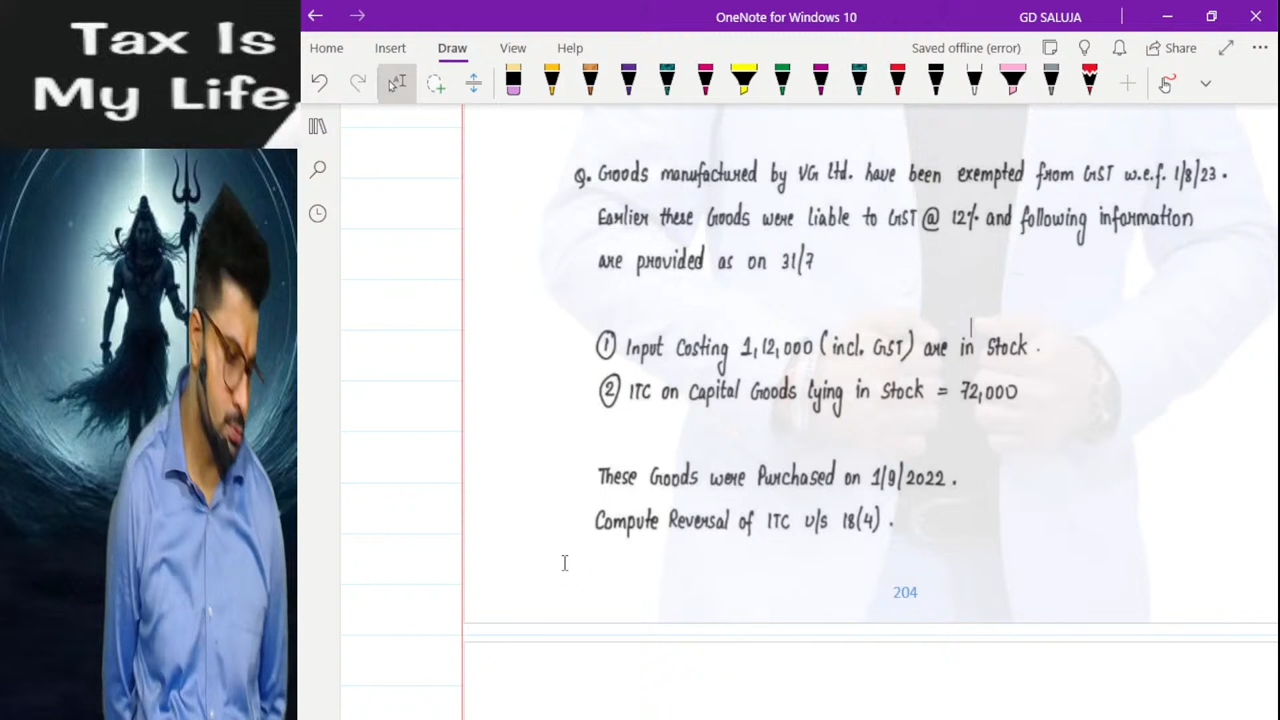 Tax Is
My Life
OneNote for Windows 10
GD SALUJA
Home Insert Draw View Help
Saved offline (error)
Share
Q. Goods manufactured by VG Ltd. have been exempted from GST w.e.f. 1/8/23.
Earlier these Goods were liable to GST @ 12% and following information
are provided as on 31/7
① Input Costing 1,12,000 (incl. GST) are in Stock.
② ITC on Capital Goods lying in Stock = 72,000
These Goods were Purchased on 1/9/2022.
Compute Reversal of ITC u/s 18(4).
204